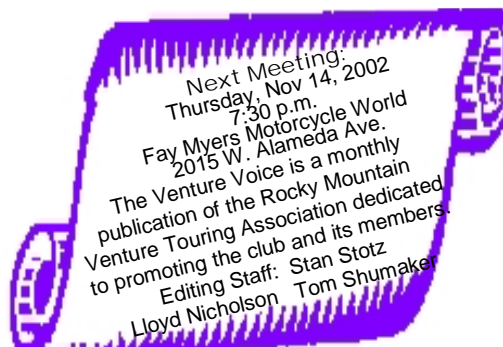 Next Meeting:
Thursday, Nov 14, 2002
7:30 p.m.
Fay Myers Motorcycle World
2015 W. Alameda Ave.
The Venture Voice is a monthly
publication of the Rocky Mountain
Venture Touring Association dedicated
to promoting the club and its members.
Editing Staff: Stan Stotz
Lloyd Nicholson Tom Shumaker